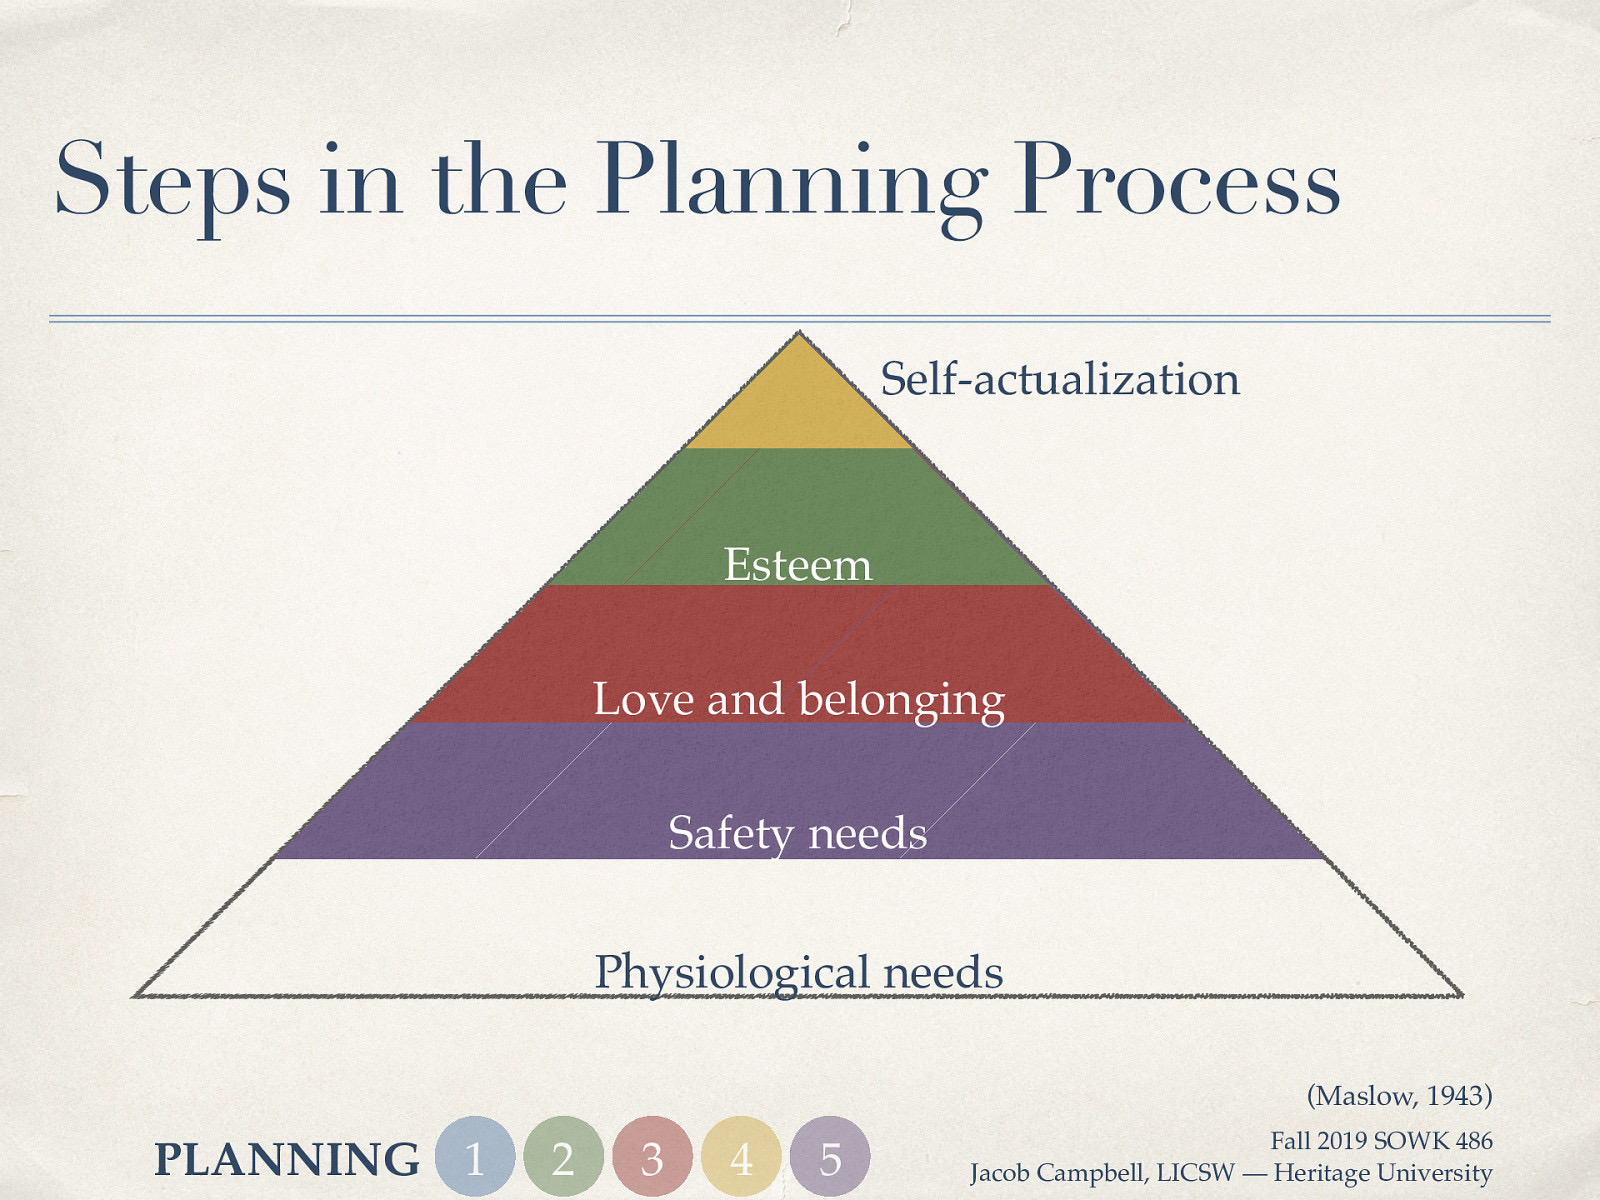 Steps in the Planning Process
Self-actualization
Esteem
Love and belonging
Safety needs
Physiological needs
(Maslow, 1943)
Fall 2019 SOWK 486
Jacob Campbell, LICSW — Heritage University
PLANNING 1 2 3 4 5